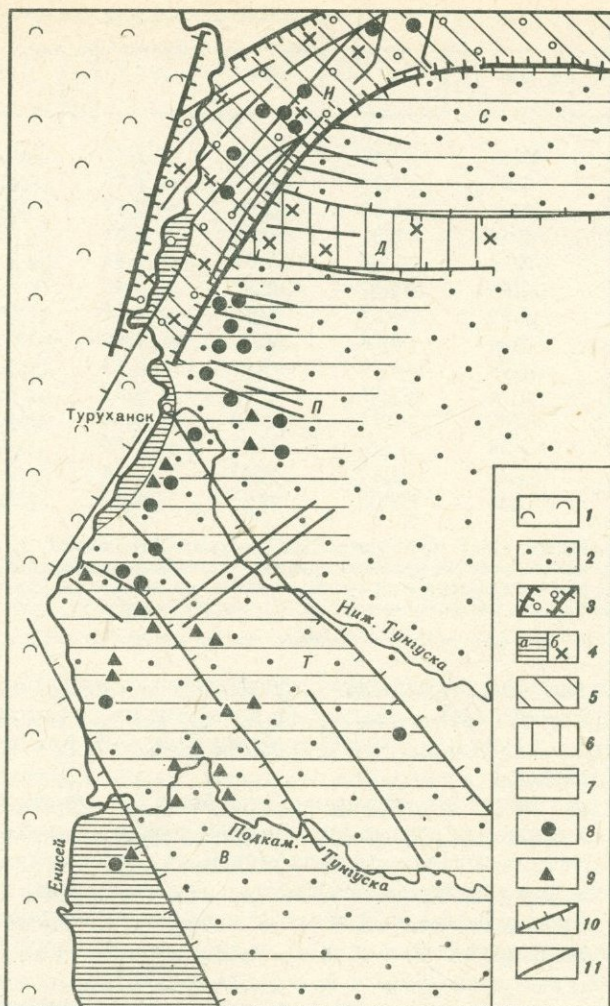 Н
С
Д
Туруханск
П
Ниж. Тунгуска
Т
Подкам. Тунгуска
В
Енисей
1
2
3
а б 4
5
6
7
8
9
10
11